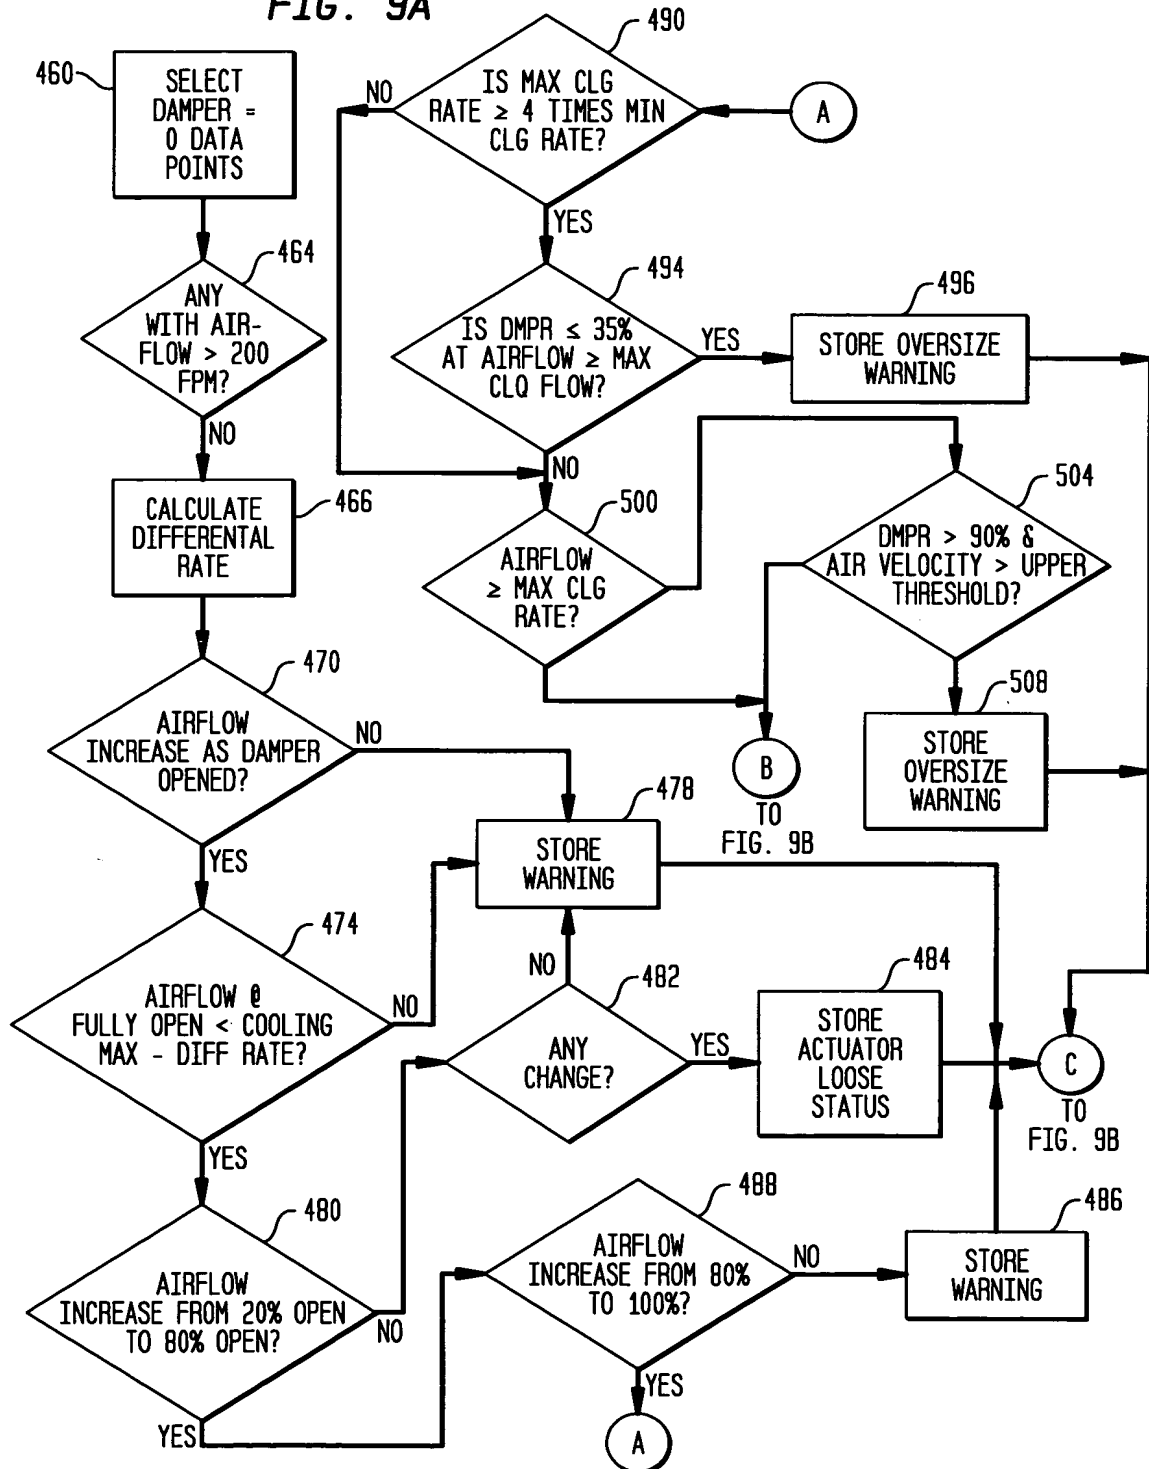 FIG. 9A
460
SELECT
DAMPER =
0 DATA
POINTS
464
ANY
WITH AIR-
FLOW > 200
FPM?
NO
CALCULATE
DIFFERENTAL
RATE
466
470
AIRFLOW
INCREASE AS DAMPER
OPENED?
NO
YES
474
AIRFLOW @
FULLY OPEN < COOLING
MAX - DIFF RATE?
NO
YES
480
AIRFLOW
INCREASE FROM 20% OPEN
TO 80% OPEN?
NO
YES
490
IS MAX CLG
RATE ≥ 4 TIMES MIN
CLG RATE?
NO
A
YES
494
IS DMPR ≤ 35%
AT AIRFLOW ≥ MAX
CLQ FLOW?
YES
496
STORE OVERSIZE
WARNING
NO
500
AIRFLOW
≥ MAX CLG
RATE?
504
DMPR > 90% &
AIR VELOCITY > UPPER
THRESHOLD?
508
STORE
OVERSIZE
WARNING
B
TO
FIG. 9B
478
STORE
WARNING
NO
482
ANY
CHANGE?
YES
484
STORE
ACTUATOR
LOOSE
STATUS
C
TO
FIG. 9B
488
AIRFLOW
INCREASE FROM 80%
TO 100%?
NO
486
STORE
WARNING
YES
A